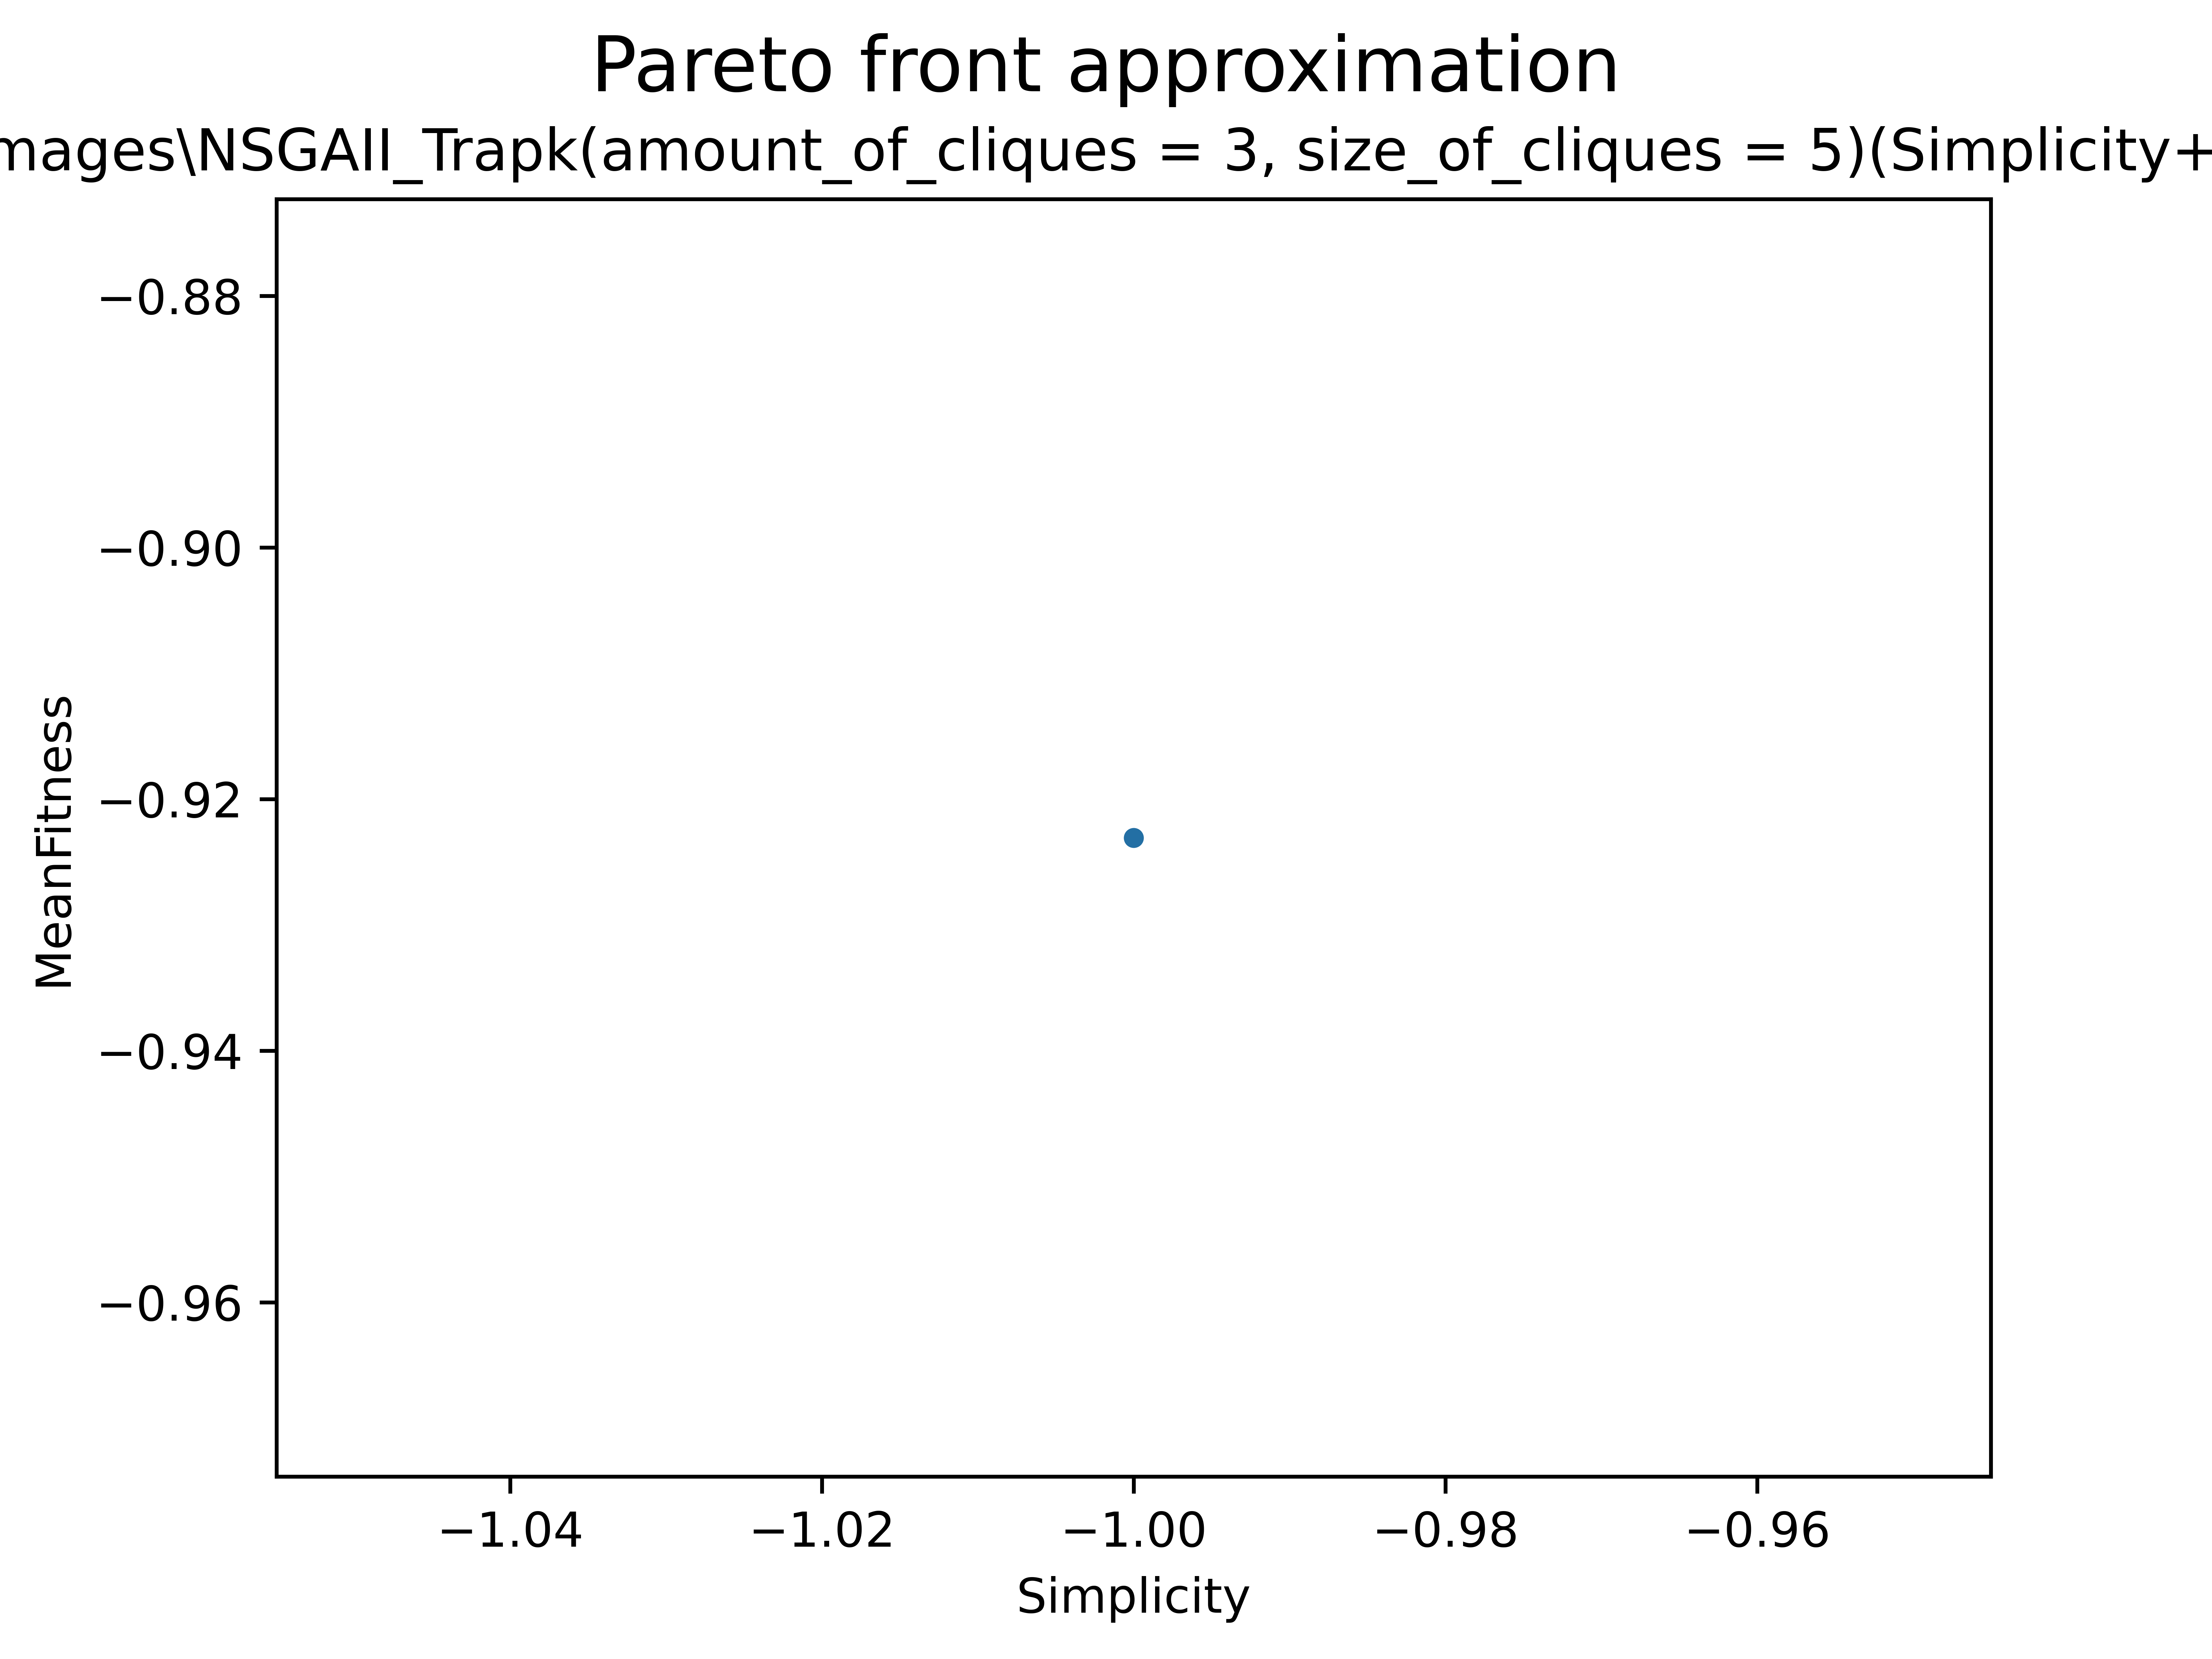 Pareto front approximation
mages\NSGAII_Trapk(amount_of_cliques = 3, size_of_cliques = 5)(Simplicity+
−0.88
−0.90
−0.92
−0.94
−0.96
MeanFitness
−1.04
−1.02
−1.00
−0.98
−0.96
Simplicity